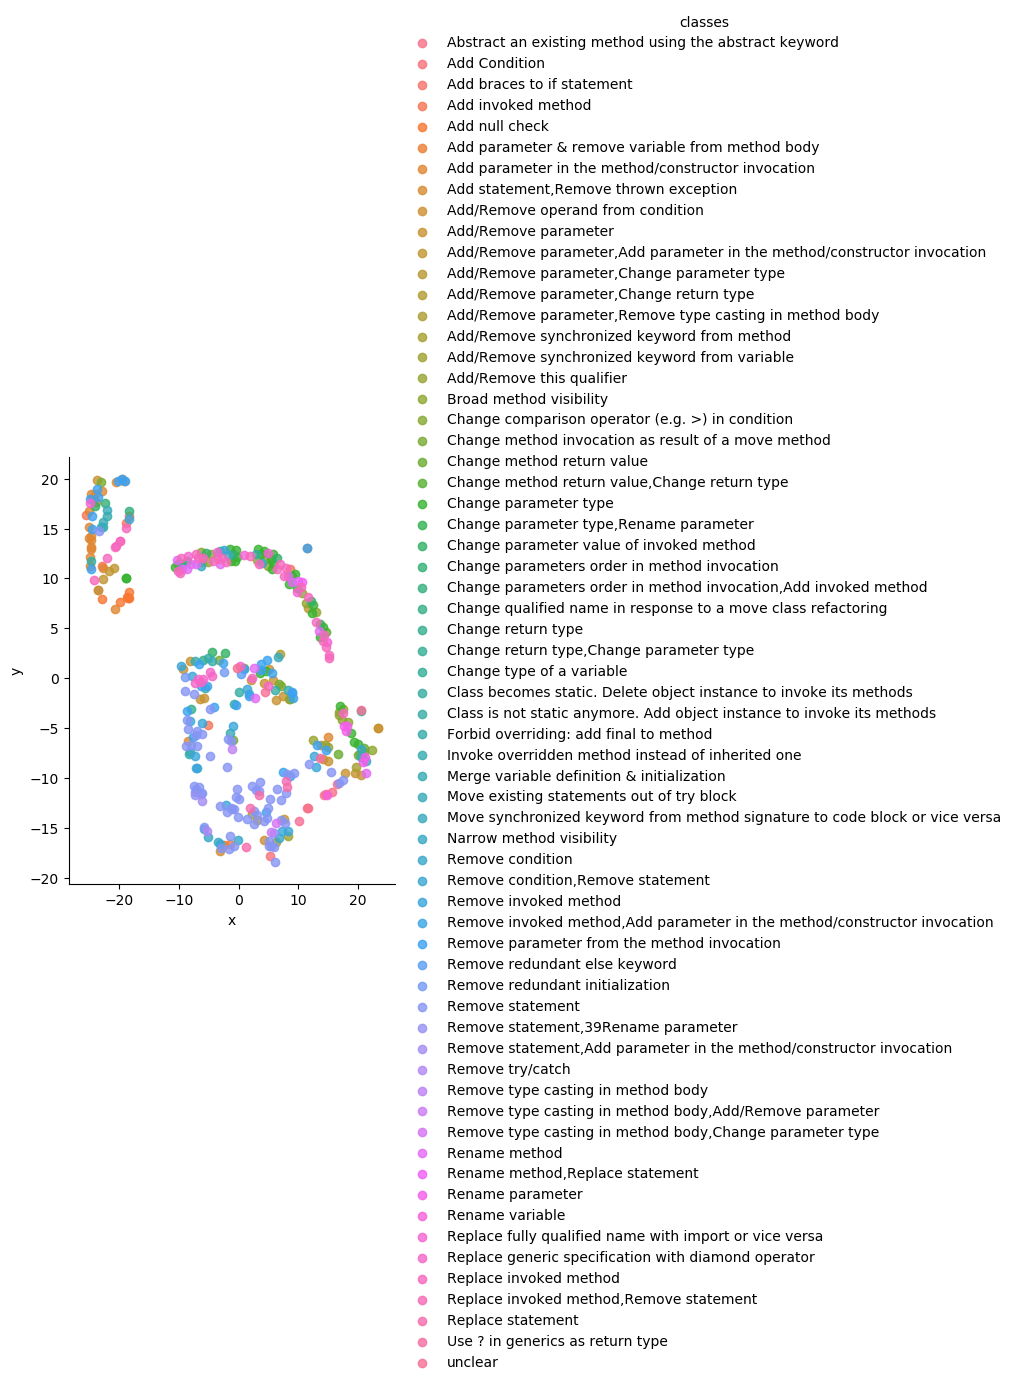 classes
Abstract an existing method using the abstract keyword
Add Condition
Add braces to if statement
Add invoked method
Add null check
Add parameter & remove variable from method body
Add parameter in the method/constructor invocation
Add statement,Remove thrown exception
Add/Remove operand from condition
Add/Remove parameter
Add/Remove parameter,Add parameter in the method/constructor invocation
Add/Remove parameter,Change parameter type
Add/Remove parameter,Change return type
Add/Remove parameter,Remove type casting in method body
Add/Remove synchronized keyword from method
Add/Remove synchronized keyword from variable
Add/Remove this qualifier
Broad method visibility
Change comparison operator (e.g. >) in condition
Change method invocation as result of a move method
Change method return value
Change method return value,Change return type
Change parameter type
Change parameter type,Rename parameter
Change parameter value of invoked method
Change parameters order in method invocation
Change parameters order in method invocation,Add invoked method
Change qualified name in response to a move class refactoring
Change return type
Change return type,Change parameter type
Change type of a variable
Class becomes static. Delete object instance to invoke its methods
Class is not static anymore. Add object instance to invoke its methods
Forbid overriding: add final to method
Invoke overridden method instead of inherited one
Merge variable definition & initialization
Move existing statements out of try block
Move synchronized keyword from method signature to code block or vice versa
Narrow method visibility
Remove condition
Remove condition,Remove statement
Remove invoked method
Remove invoked method,Add parameter in the method/constructor invocation
Remove parameter from the method invocation
Remove redundant else keyword
Remove redundant initialization
Remove statement
Remove statement,39Rename parameter
Remove statement,Add parameter in the method/constructor invocation
Remove try/catch
Remove type casting in method body
Remove type casting in method body,Add/Remove parameter
Remove type casting in method body,Change parameter type
Rename method
Rename method,Replace statement
Rename parameter
Rename variable
Replace fully qualified name with import or vice versa
Replace generic specification with diamond operator
Replace invoked method
Replace invoked method,Remove statement
Replace statement
Use ? in generics as return type
unclear
20
15
10
5
0
−5
−10
−15
−20
y
−20 −10 0 10 20
x